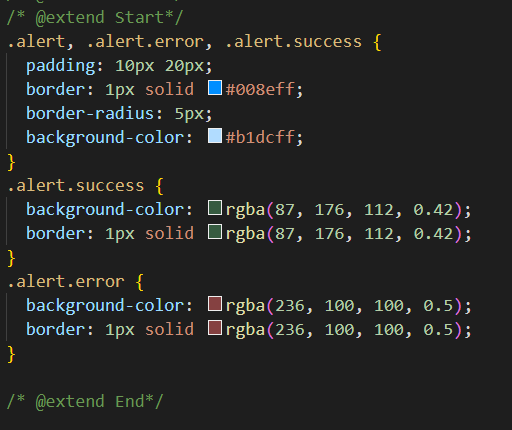 /* @extend Start*/
.alert, .alert.error, .alert.success {
  padding: 10px 20px;
  border: 1px solid #008eff;
  border-radius: 5px;
  background-color: #b1dcff;
}
.alert.success {
  background-color: rgba(87, 176, 112, 0.42);
  border: 1px solid rgba(87, 176, 112, 0.42);
}
.alert.error {
  background-color: rgba(236, 100, 100, 0.5);
  border: 1px solid rgba(236, 100, 100, 0.5);
}
/* @extend End*/